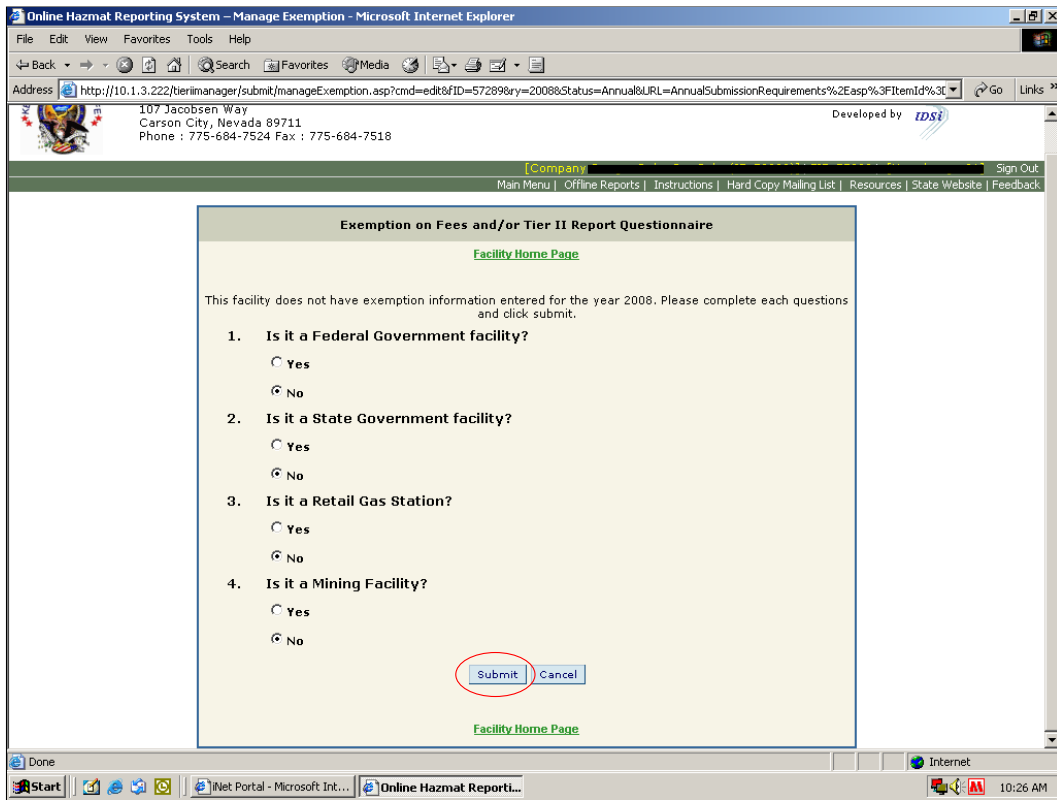 Online Hazmat Reporting System – Manage Exemption - Microsoft Internet Explorer
File Edit View Favorites Tools Help
Back Search Favorites Media
Address http://10.1.3.222/tieriimanager/submit/manageExemption.asp?cmd=edit&fID=57289&ry=2008&Status=Annual&URL=AnnualSubmissionRequirements%2Easp%3FItemId%3D Go Links »
107 Jacobsen Way
Carson City, Nevada 89711
Phone : 775-684-7524 Fax : 775-684-7518
Developed by IDSi
[Company Sign Out
Main Menu | Offline Reports | Instructions | Hard Copy Mailing List | Resources | State Website | Feedback
Exemption on Fees and/or Tier II Report Questionnaire
Facility Home Page
This facility does not have exemption information entered for the year 2008. Please complete each questions
and click submit.
1. Is it a Federal Government facility?
Yes
No
2. Is it a State Government facility?
Yes
No
3. Is it a Retail Gas Station?
Yes
No
4. Is it a Mining Facility?
Yes
No
Submit Cancel
Facility Home Page
Done Internet
Start iNet Portal - Microsoft Int... Online Hazmat Reporti... 10:26 AM